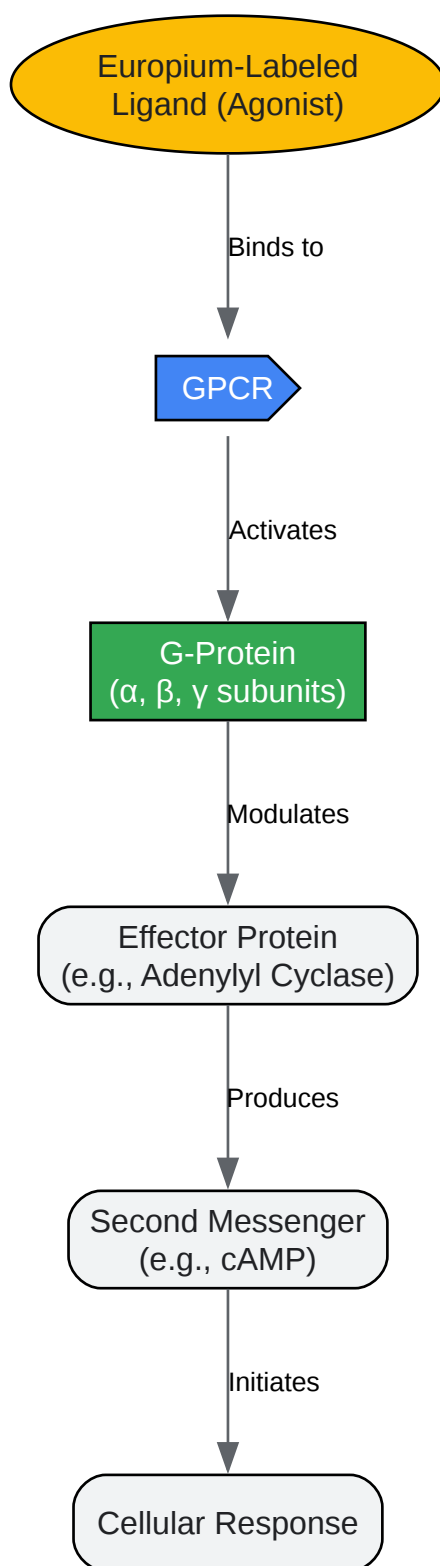 Europium-Labeled
Ligand (Agonist)
Binds to
GPCR
Activates
G-Protein
(α, β, γ subunits)
Modulates
Effector Protein
(e.g., Adenylyl Cyclase)
Produces
Second Messenger
(e.g., cAMP)
Initiates
Cellular Response